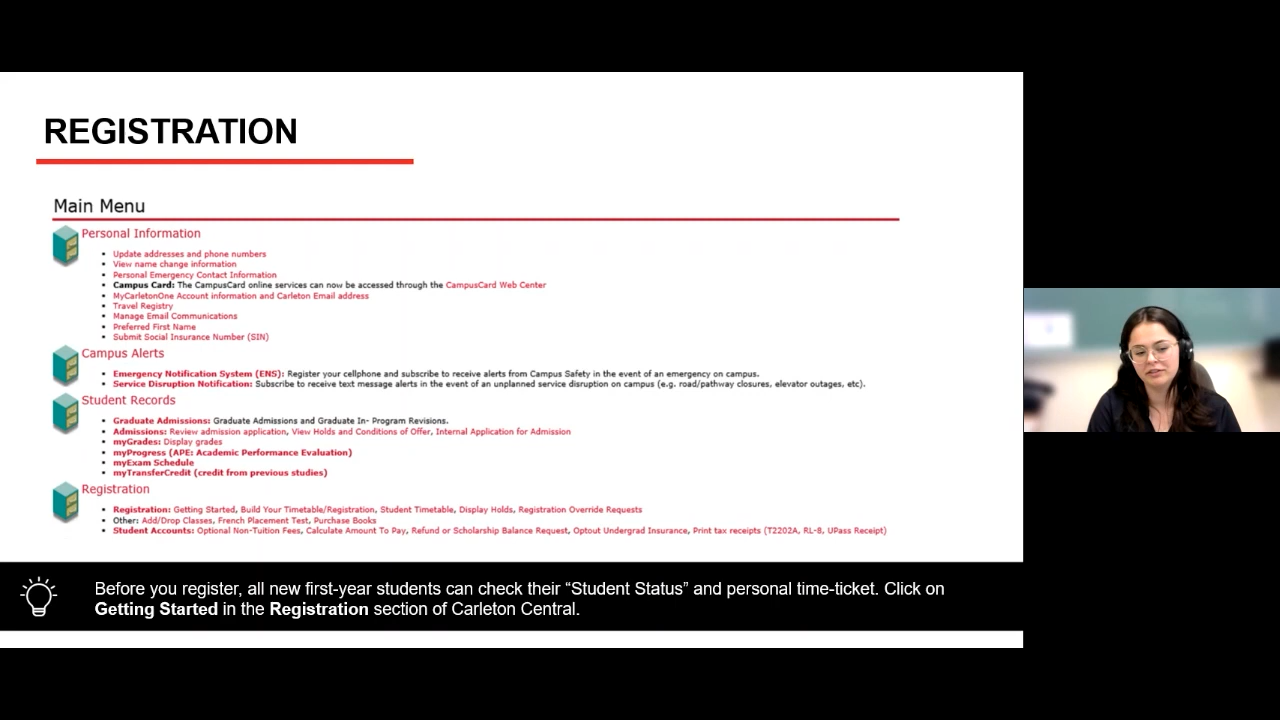 REGISTRATION
Main Menu
Personal Information
Update addresses and phone numbers
View name change information
Personal Emergency Contact Information
Campus Card: The CampusCard online services can now be accessed through the CampusCard Web Center
MyCarletonOne Account information and Carleton Email address
Travel Registry
Manage Email Communications
Preferred First Name
Submit Social Insurance Number (SIN)
Campus Alerts
Emergency Notification System (ENS): Register your cellphone and subscribe to receive alerts from Campus Safety in the event of an emergency on campus.
Service Disruption Notification: Subscribe to receive text message alerts in the event of an unplanned service disruption on campus (e.g. road/pathway closures, elevator outages, etc).
Student Records
Graduate Admissions: Graduate Admissions and Graduate In- Program Revisions.
Admissions: Review admission application, View Holds and Conditions of Offer, Internal Application for Admission
myGrades: Display grades
myProgress (APE: Academic Performance Evaluation)
myExam Schedule
myTransferCredit (credit from previous studies)
Registration
Registration: Getting Started, Build Your Timetable/Registration, Student Timetable, Display Holds, Registration Override Requests
Other: Add/Drop Classes, French Placement Test, Purchase Books
Student Accounts: Optional Non-Tuition Fees, Calculate Amount To Pay, Refund or Scholarship Balance Request, Optout Undergrad Insurance, Print tax receipts (T2202A, RL-8, UPass Receipt)
Before you register, all new first-year students can check their “Student Status” and personal time-ticket. Click on
Getting Started in the Registration section of Carleton Central.